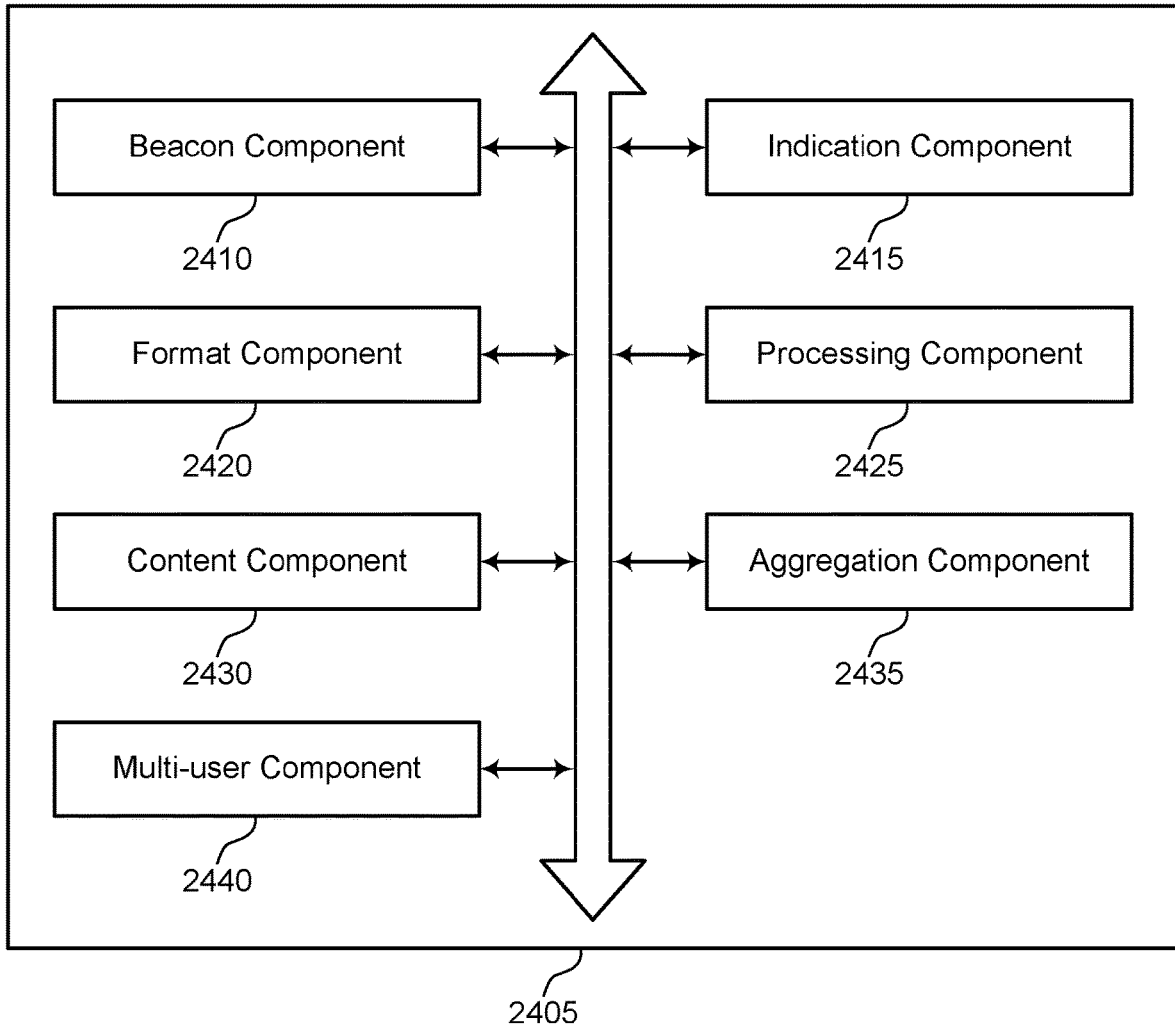 Beacon Component
Indication Component
2410
2415
Format Component
Processing Component
2420
2425
Content Component
Aggregation Component
2430
2435
Multi-user Component
2440
2405